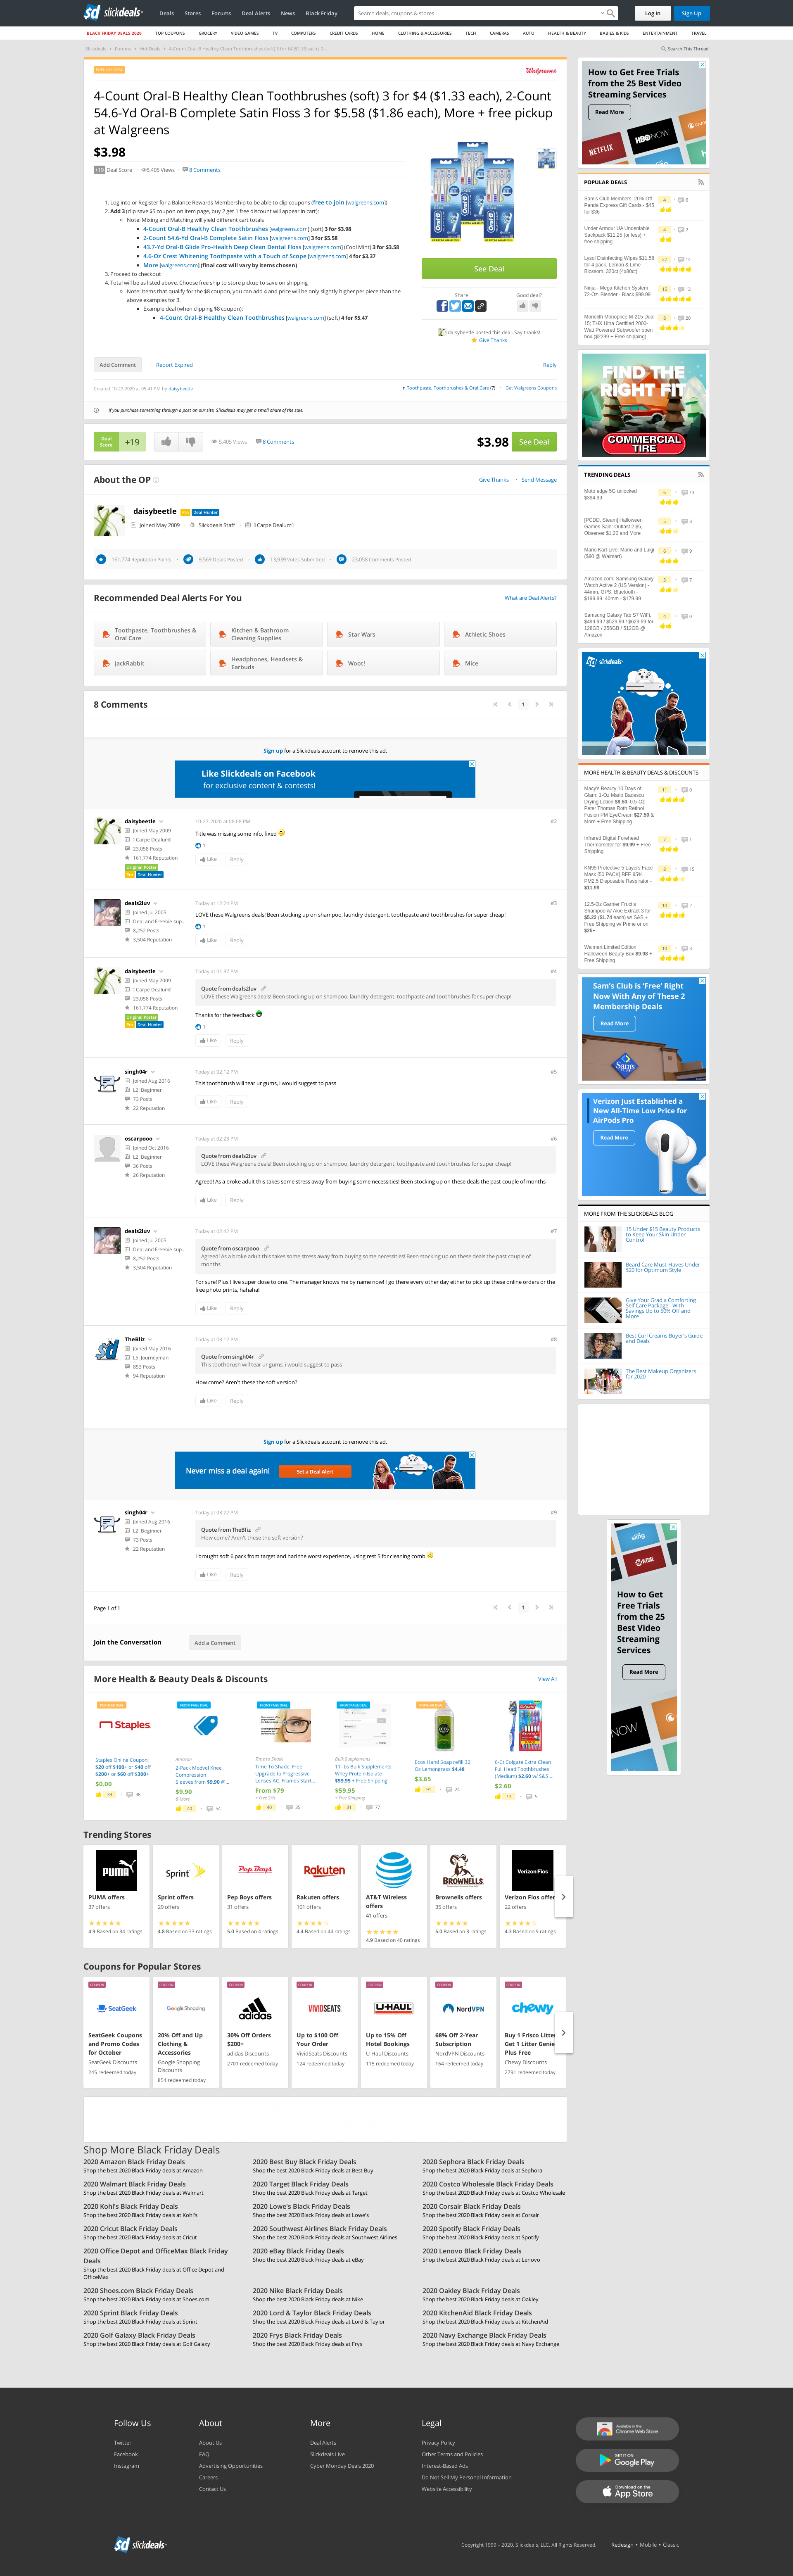 slickdeals
Deals Stores Forums Deal Alerts News Black Friday
Search deals, coupons & stores
Log In
Sign Up
BLACK FRIDAY DEALS 2020 TOP COUPONS GROCERY VIDEO GAMES TV COMPUTERS CREDIT CARDS HOME CLOTHING & ACCESSORIES TECH CAMERAS AUTO HEALTH & BEAUTY BABIES & KIDS ENTERTAINMENT TRAVEL
Slickdeals > Forums > Hot Deals > 4-Count Oral-B Healthy Clean Toothbrushes (soft) 3 for $4 ($1.33 each), 2-...
Search This Thread
POPULAR DEAL
Walgreens
4-Count Oral-B Healthy Clean Toothbrushes (soft) 3 for $4 ($1.33 each), 2-Count
54.6-Yd Oral-B Complete Satin Floss 3 for $5.58 ($1.86 each), More + free pickup
at Walgreens
$3.98
+19 Deal Score 5,405 Views 8 Comments
1. Log into or Register for a Balance Rewards Membership to be able to clip coupons (free to join [walgreens.com])
2. Add 3 (clip $weave $5 coupon on item page, buy 2 get 1 free discount will appear in cart):
Note: Mixing and Matching will yield different cart totals
4-Count Oral-B Healthy Clean Toothbrushes [walgreens.com] (soft) 3 for $3.98
2-Count 54.6-Yd Oral-B Complete Satin Floss [walgreens.com] 3 for $5.58
43.7-Yd Oral-B Glide Pro-Health Deep Clean Dental Floss [walgreens.com] (Cool Mint) 3 for $3.58
4.6-Oz Crest Whitening Toothpaste with a Touch of Scope [walgreens.com] 4 for $3.37
More [walgreens.com] (final cost will vary by items chosen)
3. Proceed to checkout
4. Total will be as listed above. Choose free ship to store pickup to save on shipping
Note: Items that qualify for the $8 coupon, you can add 4 and your price will be only slightly higher per piece than the
above examples for 3.
Example deal (when clipping $8 coupon):
4-Count Oral-B Healthy Clean Toothbrushes [walgreens.com] (soft) 4 for $5.47
See Deal
Share
Good deal?
daisybeetle posted this deal. Say thanks!
Give Thanks
Add Comment
Report Expired
Reply
Created 10-27-2020 at 05:41 PM by daisybeetle
in Toothpaste, Toothbrushes & Oral Care (7) Get Walgreens Coupons
If you purchase something through a post on our site, Slickdeals may get a small share of the sale.
Deal
Score
+19
5,405 Views 8 Comments
$3.98
See Deal
About the OP
Give Thanks
Send Message
daisybeetle Pro Deal Hunter
Joined May 2009 Slickdeals Staff : Carpe Dealum!
161,774 Reputation Points 9,569 Deals Posted 13,939 Votes Submitted 23,058 Comments Posted
Recommended Deal Alerts For You
What are Deal Alerts?
Toothpaste, Toothbrushes &
Oral Care
Kitchen & Bathroom
Cleaning Supplies
Star Wars
Athletic Shoes
JackRabbit
Headphones, Headsets &
Earbuds
Woot!
Mice
8 Comments
1
Sign up for a Slickdeals account to remove this ad.
Like Slickdeals on Facebook
for exclusive content & contests!
daisybeetle
Joined May 2009
: Carpe Dealum!
23,058 Posts
161,774 Reputation
Original Poster
Pro Deal Hunter
10-27-2020 at 08:08 PM
#2
Title was missing some info, fixed
1
Like Reply
deals2luv
Joined Jul 2005
Deal and Freebie sup...
8,252 Posts
3,504 Reputation
Today at 12:24 PM
#3
LOVE these Walgreens deals! Been stocking up on shampoo, laundry detergent, toothpaste and toothbrushes for super cheap!
1
Like Reply
daisybeetle
Joined May 2009
: Carpe Dealum!
23,058 Posts
161,774 Reputation
Original Poster
Pro Deal Hunter
Today at 01:37 PM
#4
Quote from deals2luv
LOVE these Walgreens deals! Been stocking up on shampoo, laundry detergent, toothpaste and toothbrushes for super cheap!
Thanks for the feedback
1
Like Reply
singh04r
Joined Aug 2016
L2: Beginner
73 Posts
22 Reputation
Today at 02:12 PM
#5
This toothbrush will tear ur gums, i would suggest to pass
Like Reply
oscarpooo
Joined Oct 2016
L2: Beginner
36 Posts
26 Reputation
Today at 02:23 PM
#6
Quote from deals2luv
LOVE these Walgreens deals! Been stocking up on shampoo, laundry detergent, toothpaste and toothbrushes for super cheap!
Agreed! As a broke adult this takes some stress away from buying some necessities! Been stocking up on these deals the past couple of months
Like Reply
deals2luv
Joined Jul 2005
Deal and Freebie sup...
8,252 Posts
3,504 Reputation
Today at 02:42 PM
#7
Quote from oscarpooo
Agreed! As a broke adult this takes some stress away from buying some necessities! Been stocking up on these deals the past couple of
months
For sure! Plus I live super close to one. The manager knows me by name now! I go there every other day either to pick up these online orders or the
free photo prints, hahaha!
Like Reply
TheBliz
Joined May 2016
L5: Journeyman
853 Posts
94 Reputation
Today at 03:12 PM
#8
Quote from singh04r
This toothbrush will tear ur gums, i would suggest to pass
How come? Aren't these the soft version?
Like Reply
Sign up for a Slickdeals account to remove this ad.
Never miss a deal again!
Set a Deal Alert
singh04r
Joined Aug 2016
L2: Beginner
73 Posts
22 Reputation
Today at 03:22 PM
#9
Quote from TheBliz
How come? Aren't these the soft version?
I brought soft 6 pack from target and had the worst experience, using rest 5 for cleaning comb
Like Reply
Page 1 of 1
1
Join the Conversation
Add a Comment
More Health & Beauty Deals & Discounts
View All
Staples
Staples Online Coupon:
$20 off $100+ or $40 off
$200+ or $60 off $300+
$0.00
39 38
Amazon
2-Pack Modvel Knee
Compression
Sleeves from $9.90 @...
$9.90
& More
40 54
Time to Shade
Time To Shade: Free
Upgrade to Progressive
Lenses AC: Frames Start...
From $79
+ Free S/H
40 35
Bulk Supplements
11-lbs Bulk Supplements
Whey Protein Isolate
$59.95 + Free Shipping
$59.95
+ Free Shipping
31 77
Ecos Hand Soap refill 32
Oz Lemongrass $4.48
$3.65
91 24
6-Ct Colgate Extra Clean
Full Head Toothbrushes
(Medium) $2.60 w/ S&S ...
$2.60
13 5
Trending Stores
PUMA
PUMA offers
37 offers
4.9 Based on 34 ratings
Sprint
Sprint offers
29 offers
4.8 Based on 33 ratings
Pep Boys
Pep Boys offers
31 offers
5.0 Based on 4 ratings
Rakuten
Rakuten offers
101 offers
4.4 Based on 44 ratings
AT&T
AT&T Wireless
offers
41 offers
4.9 Based on 40 ratings
BROWNELLS
Brownells offers
35 offers
5.0 Based on 3 ratings
Verizon Fios
Verizon Fios offers
22 offers
4.3 Based on 9 ratings
Coupons for Popular Stores
COUPON
SeatGeek
SeatGeek Coupons
and Promo Codes
for October
SeatGeek Discounts
245 redeemed today
COUPON
Google Shopping
20% Off and Up
Clothing &
Accessories
Google Shopping
Discounts
854 redeemed today
COUPON
adidas
30% Off Orders
$200+
adidas Discounts
2701 redeemed today
COUPON
VIVIDSEATS
Up to $100 Off
Your Order
VividSeats Discounts
124 redeemed today
COUPON
U-HAUL
Up to 15% Off
Hotel Bookings
U-Haul Discounts
115 redeemed today
COUPON
NordVPN
68% Off 2-Year
Subscription
NordVPN Discounts
164 redeemed today
COUPON
chewy
Buy 1 Frisco Litter
Get 1 Litter Genie
Plus Free
Chewy Discounts
2791 redeemed today
Shop More Black Friday Deals
2020 Amazon Black Friday Deals
Shop the best 2020 Black Friday deals at Amazon
2020 Best Buy Black Friday Deals
Shop the best 2020 Black Friday deals at Best Buy
2020 Sephora Black Friday Deals
Shop the best 2020 Black Friday deals at Sephora
2020 Walmart Black Friday Deals
Shop the best 2020 Black Friday deals at Walmart
2020 Target Black Friday Deals
Shop the best 2020 Black Friday deals at Target
2020 Costco Wholesale Black Friday Deals
Shop the best 2020 Black Friday deals at Costco Wholesale
2020 Kohl's Black Friday Deals
Shop the best 2020 Black Friday deals at Kohl's
2020 Lowe's Black Friday Deals
Shop the best 2020 Black Friday deals at Lowe's
2020 Corsair Black Friday Deals
Shop the best 2020 Black Friday deals at Corsair
2020 Cricut Black Friday Deals
Shop the best 2020 Black Friday deals at Cricut
2020 Southwest Airlines Black Friday Deals
Shop the best 2020 Black Friday deals at Southwest Airlines
2020 Spotify Black Friday Deals
Shop the best 2020 Black Friday deals at Spotify
2020 Office Depot and OfficeMax Black Friday
Deals
Shop the best 2020 Black Friday deals at Office Depot and
OfficeMax
2020 eBay Black Friday Deals
Shop the best 2020 Black Friday deals at eBay
2020 Lenovo Black Friday Deals
Shop the best 2020 Black Friday deals at Lenovo
2020 Shoes.com Black Friday Deals
Shop the best 2020 Black Friday deals at Shoes.com
2020 Nike Black Friday Deals
Shop the best 2020 Black Friday deals at Nike
2020 Oakley Black Friday Deals
Shop the best 2020 Black Friday deals at Oakley
2020 Sprint Black Friday Deals
Shop the best 2020 Black Friday deals at Sprint
2020 Lord & Taylor Black Friday Deals
Shop the best 2020 Black Friday deals at Lord & Taylor
2020 KitchenAid Black Friday Deals
Shop the best 2020 Black Friday deals at KitchenAid
2020 Golf Galaxy Black Friday Deals
Shop the best 2020 Black Friday deals at Golf Galaxy
2020 Frys Black Friday Deals
Shop the best 2020 Black Friday deals at Frys
2020 Navy Exchange Black Friday Deals
Shop the best 2020 Black Friday deals at Navy Exchange
How to Get Free Trials
from the 25 Best Video
Streaming Services
Read More
NETFLIX
HBO NOW
POPULAR DEALS
Sam's Club Members: 20% Off
Panda Express Gift Cards - $45
for $36
4 6
Under Armour UA Undeniable
Sackpack $11.25 (or less) +
free shipping
4 2
Lysol Disinfecting Wipes $11.58
for 4 pack. Lemon & Lime
Blossom, 320ct (4x80ct)
27 14
Ninja - Mega Kitchen System
72-Oz. Blender - Black $99.99
15 13
Monolith Monoprice M-215 Dual
15, THX Ultra Certified 2000-
Watt Powered Subwoofer open
box ($2299 + Free shipping)
8 20
FIND THE
RIGHT FIT
COMMERCIAL
TIRE
TRENDING DEALS
Moto edge 5G unlocked
$394.99
6 13
[PCDD, Steam] Halloween
Games Sale: Outlast 2 $5,
Observer $1.20 and More
5 3
Mario Kart Live: Mario and Luigi
($90 @ Walmart)
6 9
Amazon.com: Samsung Galaxy
Watch Active 2 (US Version) -
44mm, GPS, Bluetooth -
$199.99. 40mm - $179.99
5 7
Samsung Galaxy Tab S7 WiFi,
$499.99 / $529.99 / $629.99 for
128GB / 256GB / 512GB @
Amazon
4 0
slickdeals
MORE HEALTH & BEAUTY DEALS & DISCOUNTS
Macy's Beauty 10 Days of
Glam: 1-Oz Mario Badescu
Drying Lotion $8.50, 0.5-Oz
Peter Thomas Roth Retinol
Fusion PM EyeCream $27.50 &
More + Free Shipping
11 0
Infrared Digital Forehead
Thermometer for $9.99 + Free
Shipping
7 1
KN95 Protective 5 Layers Face
Mask [50 PACK] BFE 95%
PM2.5 Disposable Respirator -
$11.99
8 15
12.5-Oz Garnier Fructis
Shampoo w/ Aloe Extract 3 for
$5.22 ($1.74 each) w/ S&S +
Free Shipping w/ Prime or on
$25+
10 2
Walmart Limited Edition
Halloween Beauty Box $9.98 +
Free Shipping
10 3
Sam's Club is 'Free' Right
Now With Any of These 2
Membership Deals
Read More
Sam's
Verizon Just Established a
New All-Time Low Price for
AirPods Pro
Read More
MORE FROM THE SLICKDEALS BLOG
15 Under $15 Beauty Products
to Keep Your Skin Under
Control
Beard Care Must-Haves Under
$20 for Optimum Style
Give Your Grad a Comforting
Self Care Package - With
Savings Up to 50% Off and
More
Best Curl Creams Buyer's Guide
and Deals
The Best Makeup Organizers
for 2020
sling
SHOWTIME
How to Get
Free Trials
from the 25
Best Video
Streaming
Services
Read More
NOW
Follow Us
Twitter
Facebook
Instagram
About
About Us
FAQ
Advertising Opportunities
Careers
Contact Us
More
Deal Alerts
Slickdeals Live
Cyber Monday Deals 2020
Legal
Privacy Policy
Other Terms and Policies
Interest-Based Ads
Do Not Sell My Personal Information
Website Accessibility
Available in the
Chrome Web Store
GET IT ON
Google Play
Download on the
App Store
slickdeals
Copyright 1999 – 2020. Slickdeals, LLC. All Rights Reserved.
Redesign • Mobile • Classic